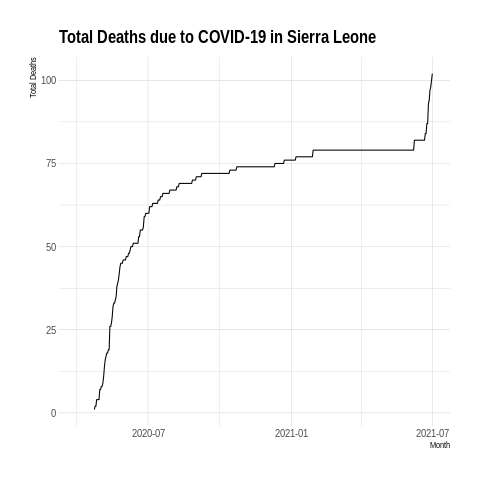 Total Deaths due to COVID-19 in Sierra Leone
Total Deaths
100
75
50
25
0
2020-07
2021-01
2021-07
Month